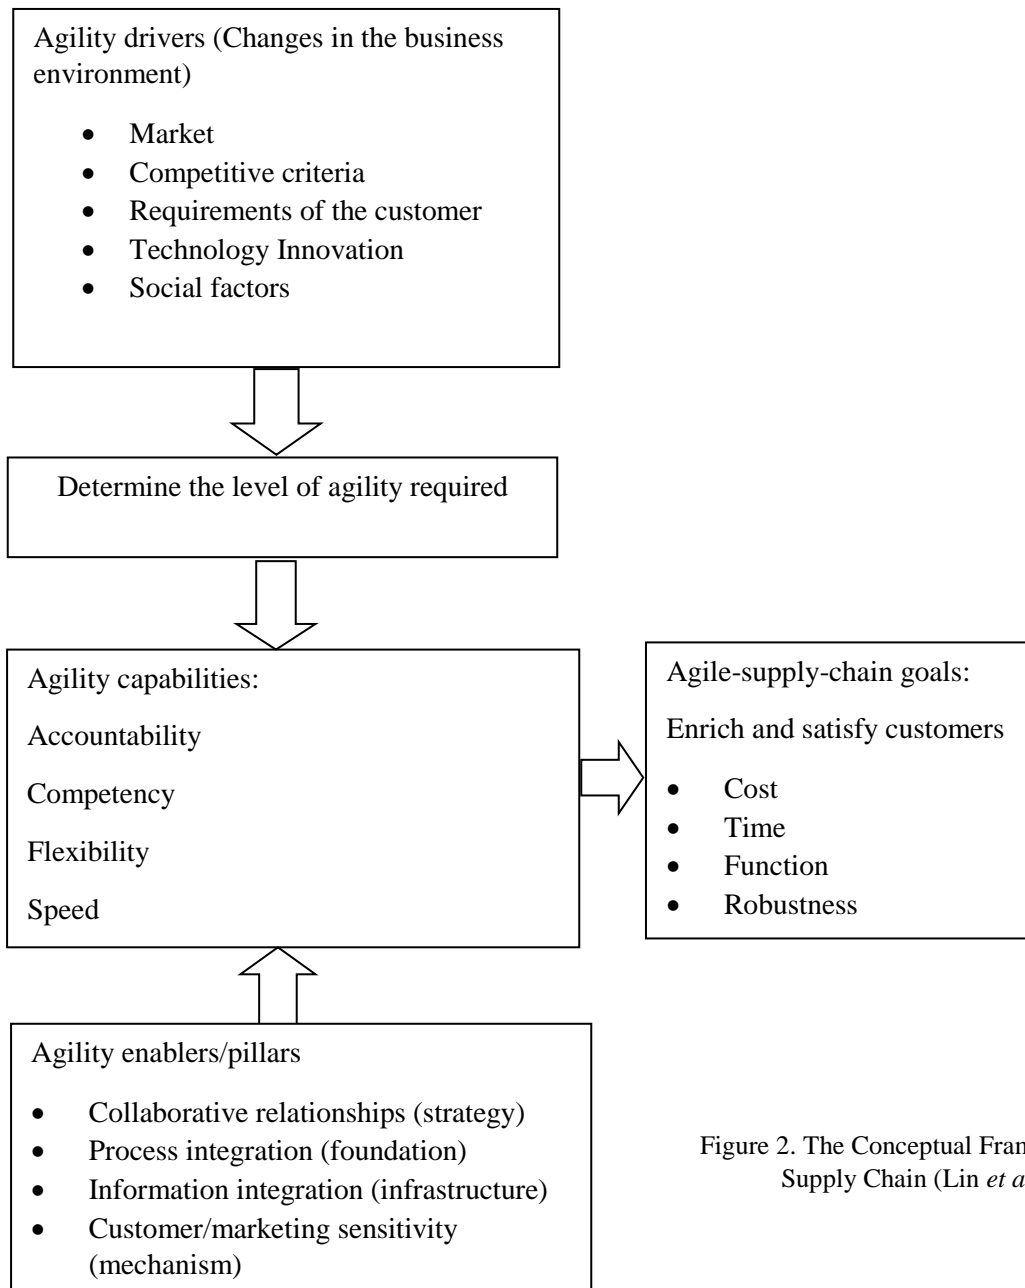 Agility drivers (Changes in the business
environment)
• Market
• Competitive criteria
• Requirements of the customer
• Technology Innovation
• Social factors
Determine the level of agility required
Agility capabilities:
Accountability
Competency
Flexibility
Speed
Agile-supply-chain goals:
Enrich and satisfy customers
• Cost
• Time
• Function
• Robustness
Agility enablers/pillars
• Collaborative relationships (strategy)
• Process integration (foundation)
• Information integration (infrastructure)
• Customer/marketing sensitivity
(mechanism)
Figure 2. The Conceptual
Supply Chain (Lin et